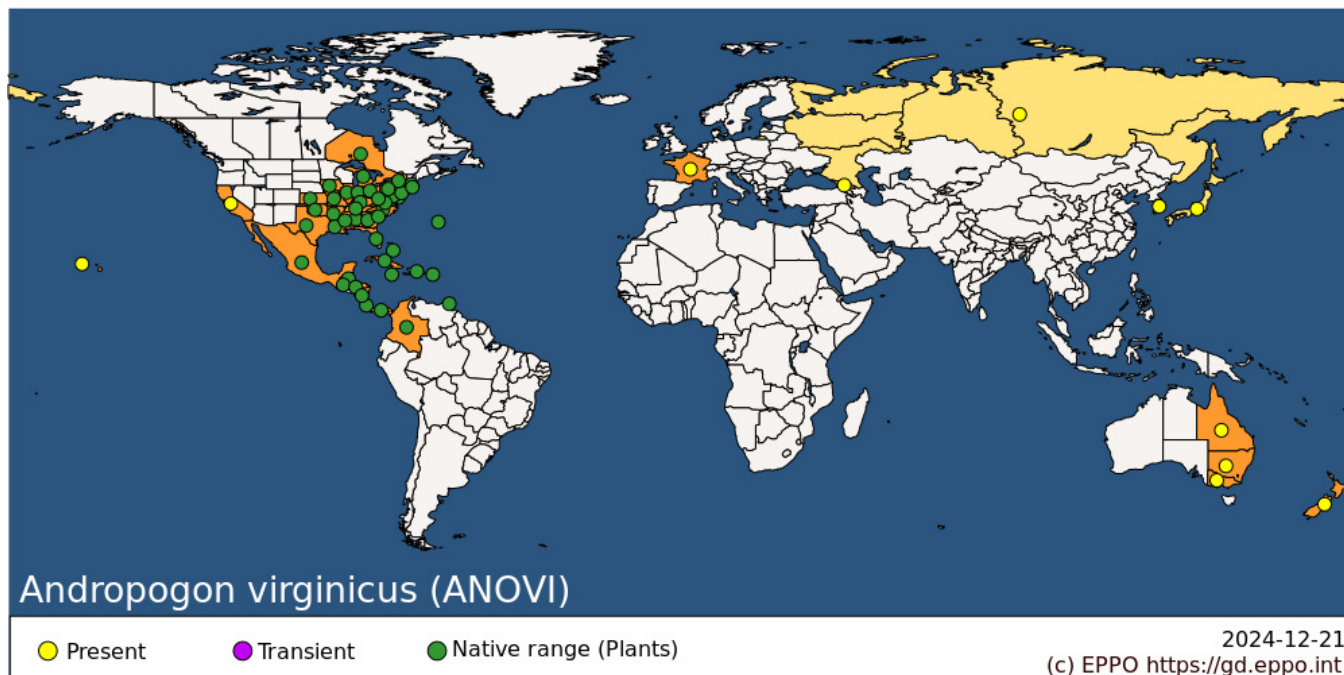 Andropogon virginicus (ANOVI)
Present
Transient
Native range (Plants)
2024-12-21
(c) EPPO https://gd.eppo.int